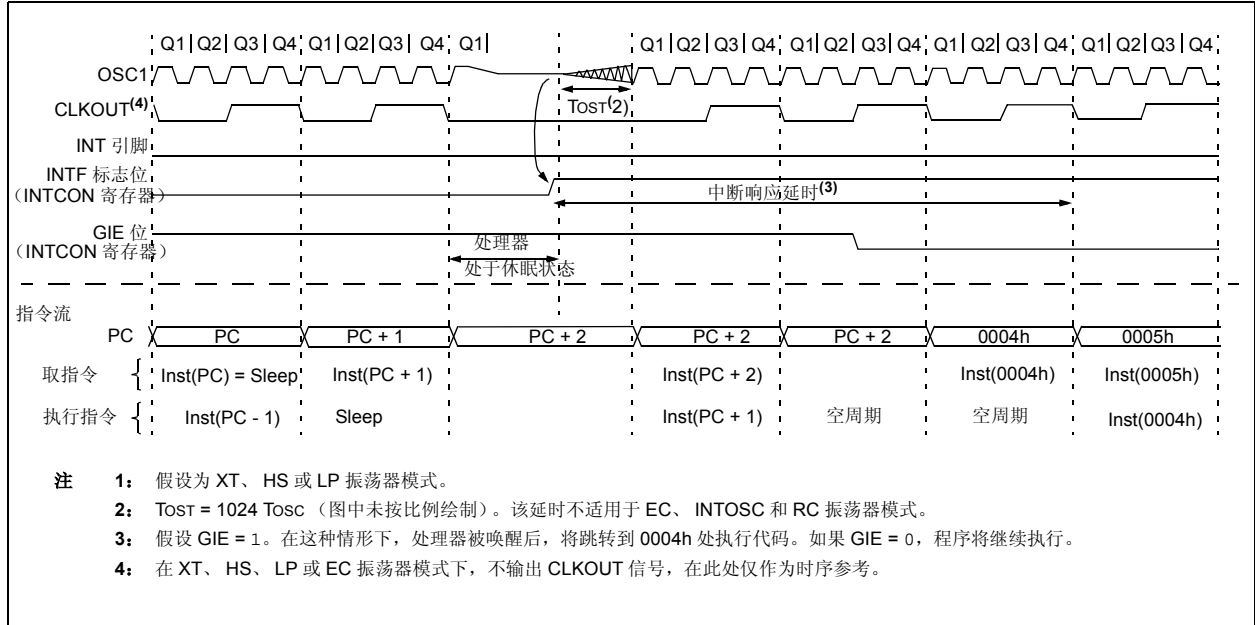 Q1 Q2 Q3 Q4 Q1 Q2 Q3 Q4 Q1 Q1 Q2 Q3 Q4 Q1 Q2 Q3 Q4 Q1 Q2 Q3 Q4 Q1 Q2 Q3 Q4
OSC1
CLKOUT(4)
TOST(2)
INT 引脚
INTF 标志位
(INTCON 寄存器)
中断响应延时(3)
GIE 位
(INTCON 寄存器)
处理器
处于休眠状态
指令流
PC PC PC + 1 PC + 2 PC + 2 PC + 2 0004h 0005h
取指令 { Inst(PC) = Sleep Inst(PC + 1) Inst(PC + 2) Inst(0004h) Inst(0005h)
执行指令 { Inst(PC - 1) Sleep Inst(PC + 1) 空周期 空周期 Inst(0004h)
注 1: 假设为 XT、 HS 或 LP 振荡器模式。
2: TOST = 1024 TOSC (图中未按比例绘制)。该延时不适用于 EC、 INTOSC 和 RC 振荡器模式。
3: 假设 GIE = 1。在这种情形下,处理器被唤醒后,将跳转到 0004h 处执行代码。如果 GIE = 0,程序将继续执行。
4: 在 XT、 HS、 LP 或 EC 振荡器模式下,不输出 CLKOUT 信号,在此处仅作为时序参考。